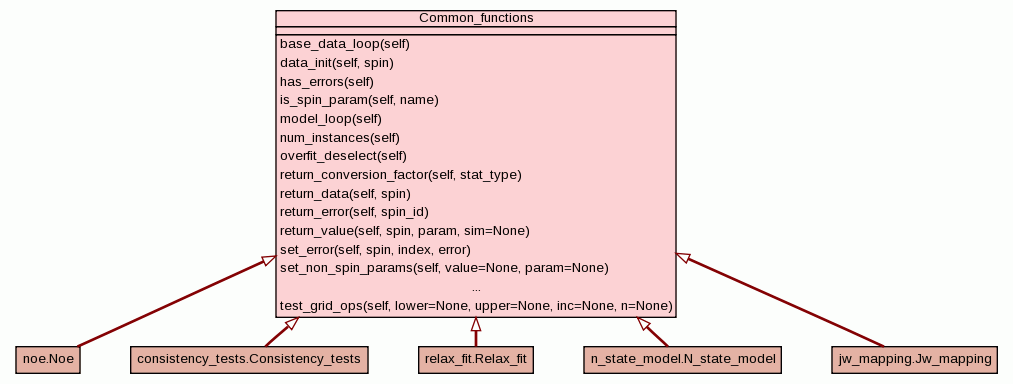 Common_functions
base_data_loop(self)
data_init(self, spin)
has_errors(self)
is_spin_param(self, name)
model_loop(self)
num_instances(self)
overfit_deselect(self)
return_conversion_factor(self, stat_type)
return_data(self, spin)
return_error(self, spin_id)
return_value(self, spin, param, sim=None)
set_error(self, spin, index, error)
set_non_spin_params(self, value=None, param=None)
...
test_grid_ops(self, lower=None, upper=None, inc=None, n=None)
noe.Noe
consistency_tests.Consistency_tests
relax_fit.Relax_fit
n_state_model.N_state_model
jw_mapping.Jw_mapping